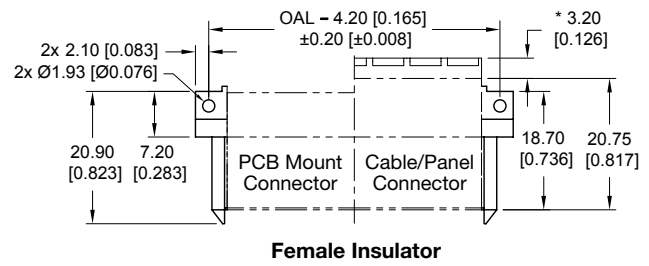 OAL – 4.20 [0.165]
±0.20 [±0.008]
* 3.20
[0.126]
2x 2.10 [0.083]
2x Ø1.93 [Ø0.076]
20.90
[0.823]
7.20
[0.283]
PCB Mount
Connector
Cable/Panel
Connector
18.70
[0.736]
20.75
[0.817]
Female Insulator